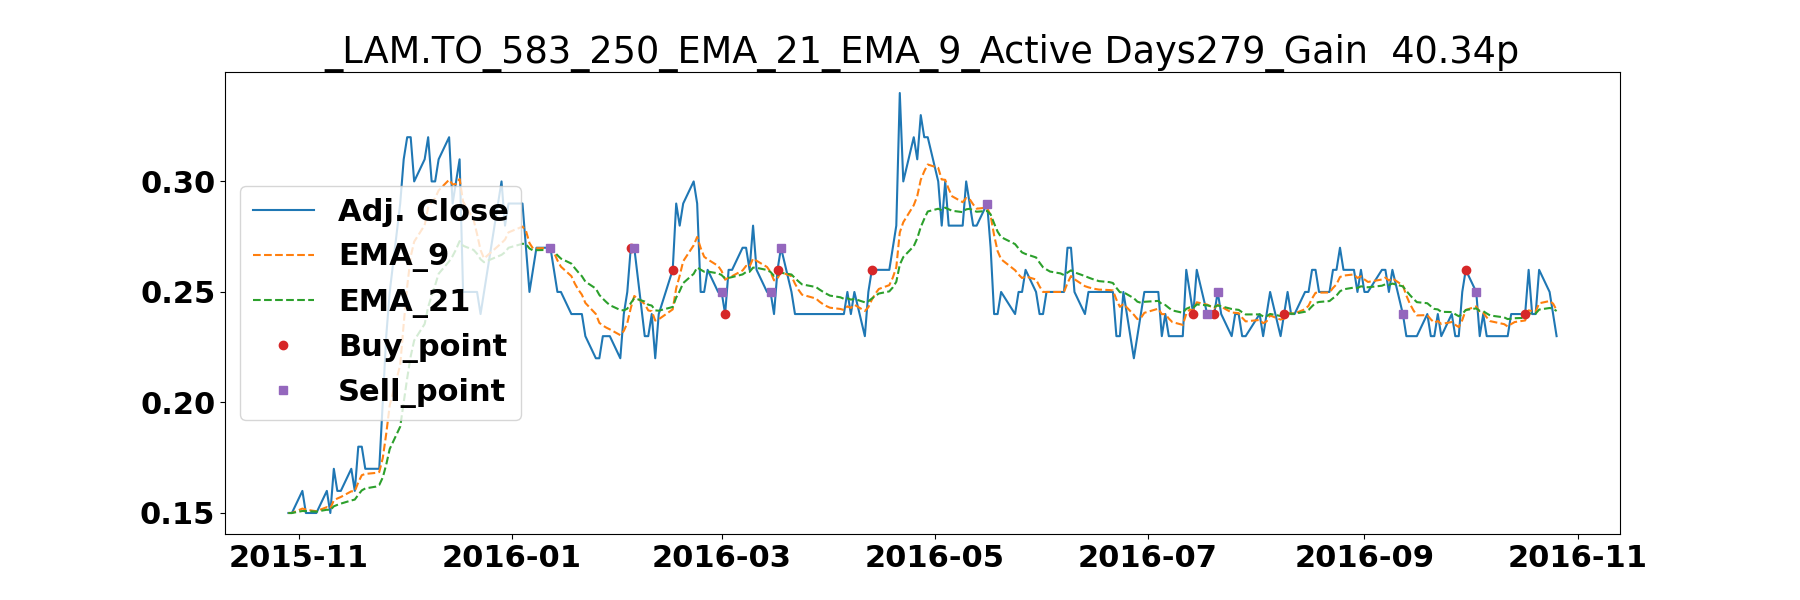 _LAM.TO_583_250_EMA_21_EMA_9_Active Days279_Gain  40.34p
0.30
0.25
0.20
0.15
Adj. Close
EMA_9
EMA_21
Buy_point
Sell_point
2015-11 2016-01 2016-03 2016-05 2016-07 2016-09 2016-11